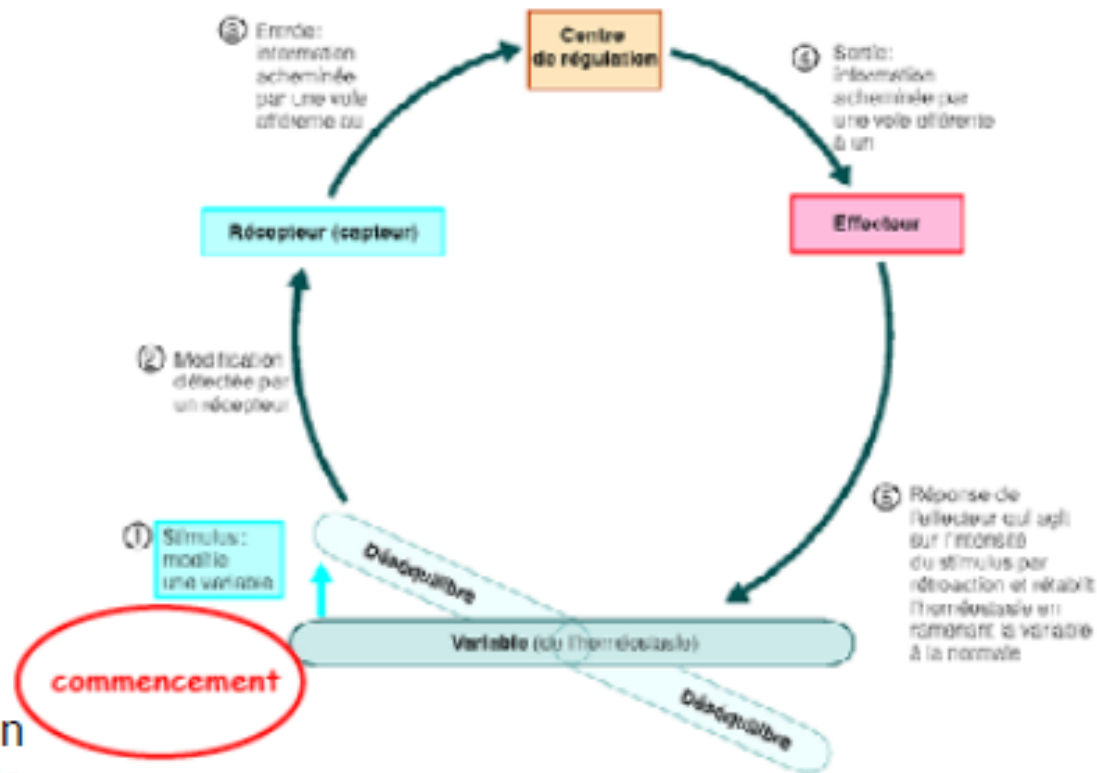 ③ Entrée:
information
acheminée
par une voie
afférente au
Centre
de régulation
④ Sortie:
information
acheminée par
une voie efférente
à un
Récepteur (capteur)
Effecteur
② Modification
détectée par
un récepteur
① Stimulus:
modifie
une variable
Déséquilibre
Variable (de l'homéostasie)
Déséquilibre
⑤ Réponse de
l'effecteur qui agit
sur l'intensité
du stimulus par
rétroaction et rétablit
l'homéostasie en
ramenant la variable
à la normale
commencement
n